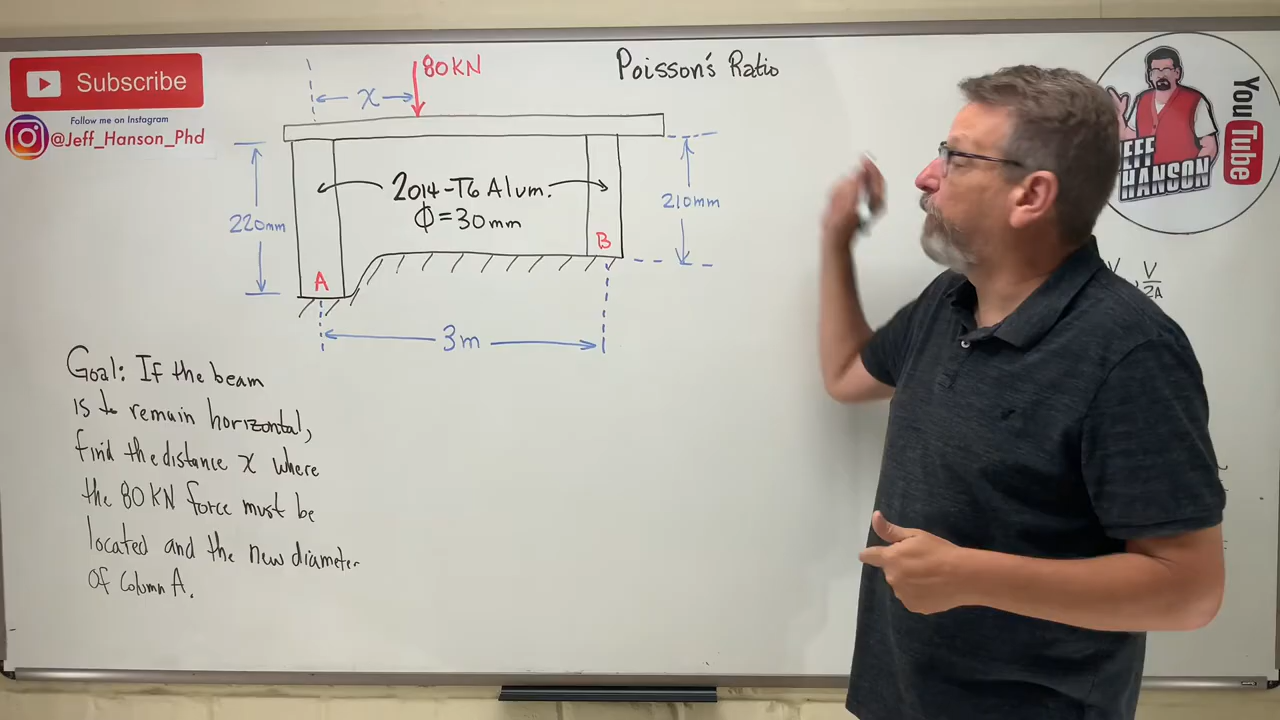 Subscribe
Follow me on Instagram
@Jeff_Hanson_Phd
80KN
x
Poisson's Ratio
2014-T6 Alum.
Φ=30mm
220mm
210mm
A
B
3m
Goal: If the beam
is to remain horizontal,
find the distance x where
the 80KN force must be
located and the new diameter
of Column A.
JEFF
HANSON
YouTube
V
, V/2A